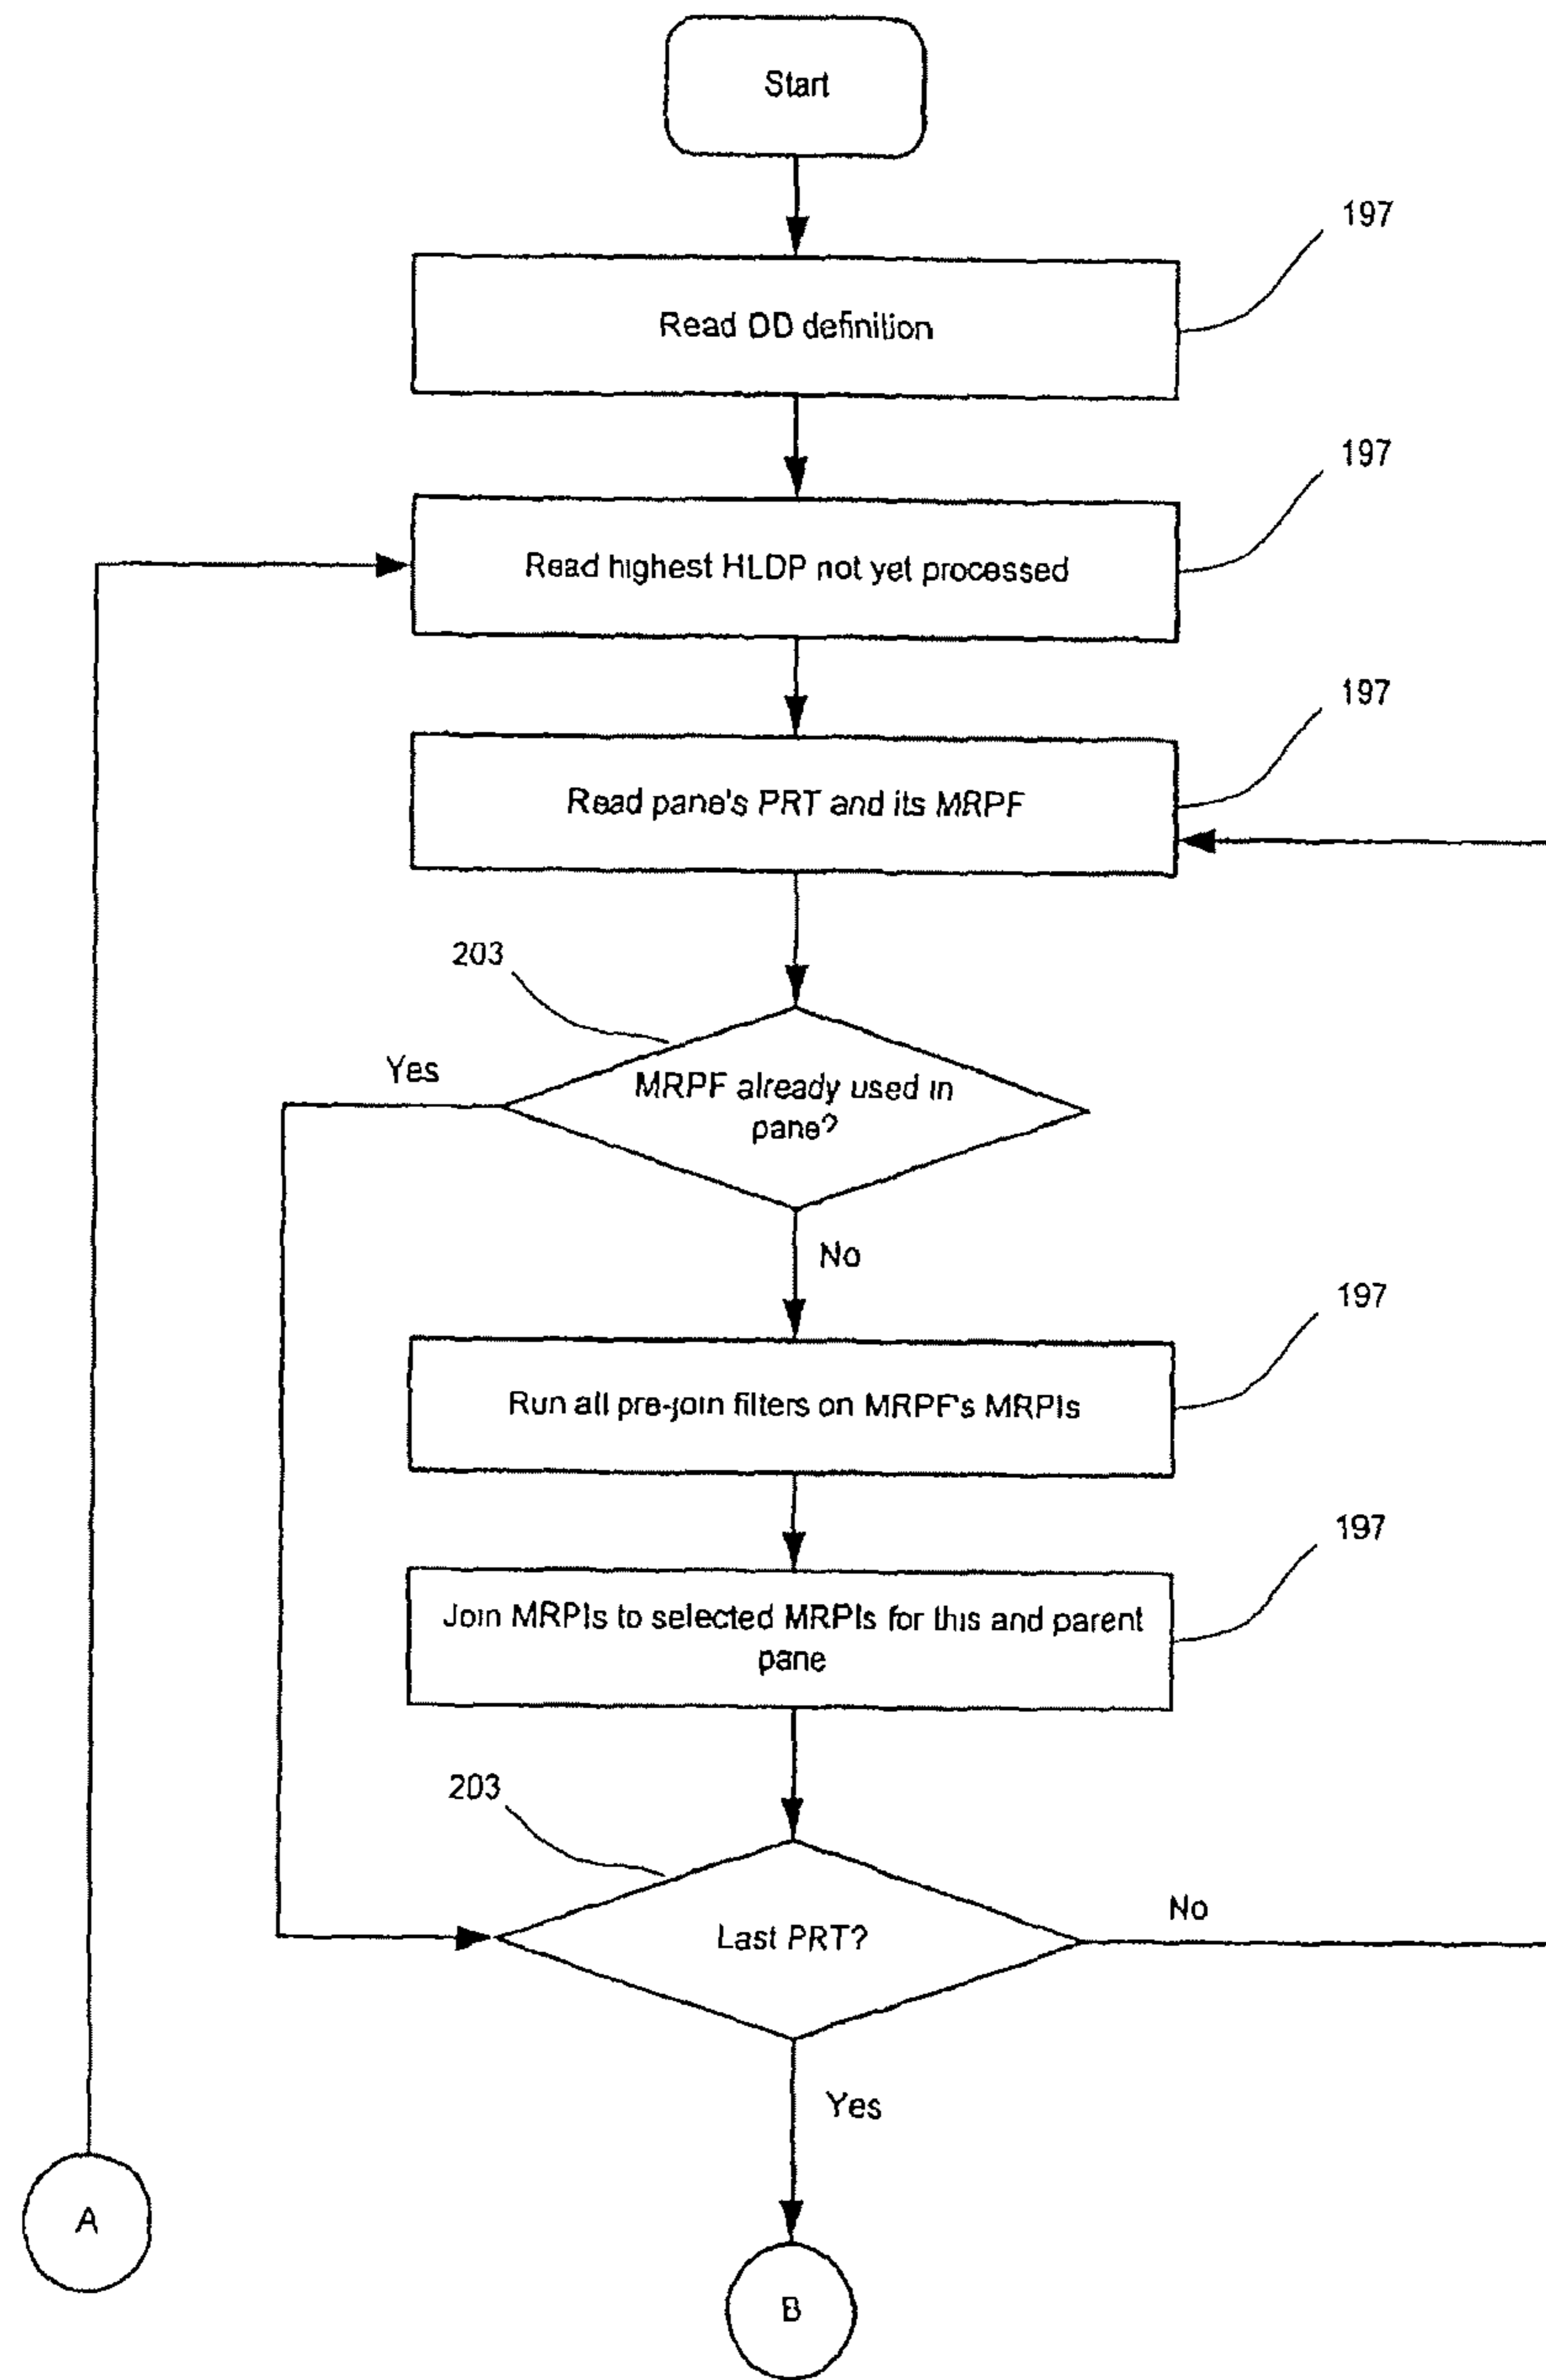 Start
197
Read DD definition
197
Read highest HLDP not yet processed
197
Read pane's PRT and its MRPF
203
Yes
MRPF already used in
pane?
No
197
Run all pre-join filters on MRPF's MRPIs
197
Join MRPIs to selected MRPIs for this and parent
pane
203
Last PRT?
No
Yes
A
B